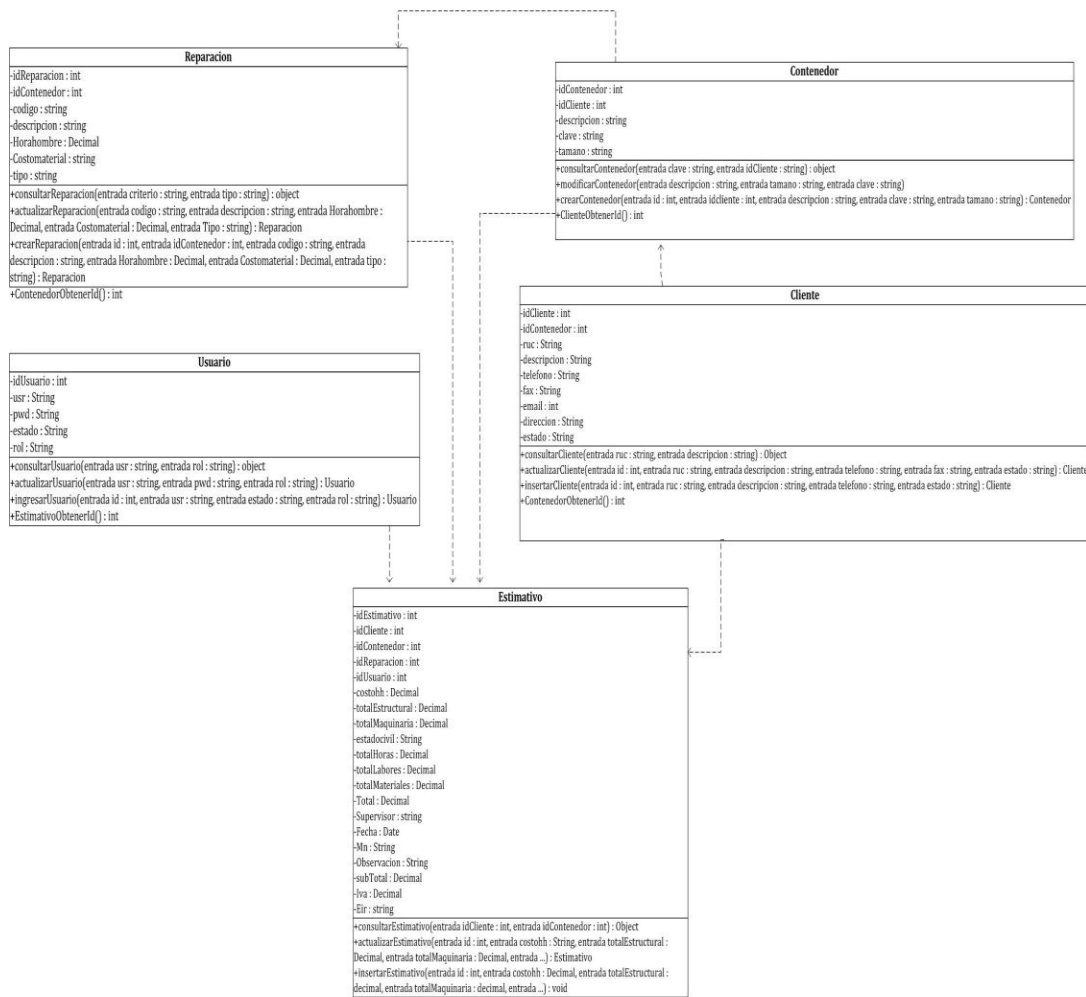 Reparacion
-idReparacion : int
-idContenedor : int
-codigo : string
-descripcion : string
-Horahombre : Decimal
-Costomaterial : string
-tipo : string
+consultarReparacion(entrada criterio : string, entrada tipo : string) : object
+actualizarReparacion(entrada codigo : string, entrada descripcion : string, entrada Horahombre :
Decimal, entrada Costomaterial : Decimal, entrada Tipo : string) : Reparacion
+crearReparacion(entrada id : int, entrada idContenedor : int, entrada codigo : string, entrada
descripcion : string, entrada Horahombre : Decimal, entrada Costomaterial : Decimal, entrada tipo :
string) : Reparacion
+ContenedorObtenerId() : int
Contenedor
-idContenedor : int
-idCliente : int
-descripcion : string
-clave : string
-tamano : string
+consultarContenedor(entrada clave : string, entrada idCliente : string) : object
+modificarContenedor(entrada descripcion : string, entrada tamano : string, entrada clave : string)
+crearContenedor(entrada id : int, entrada idcliente : int, entrada descripcion : string, entrada clave : string, entrada tamano : string) : Contenedor
+ClienteObtenerId() : int
Cliente
-idCliente : int
-idContenedor : int
-ruc : String
-descripcion : String
-telefono : String
-fax : String
-email : int
-direccion : String
-estado : String
+consultarCliente(entrada ruc : string, entrada descripcion : string) : Object
+actualizarCliente(entrada id : int, entrada ruc : string, entrada descripcion : string, entrada telefono : string, entrada fax : string, entrada estado : string) : Cliente
+insertarCliente(entrada id : int, entrada ruc : string, entrada descripcion : string, entrada telefono : string, entrada estado : string) : Cliente
+ContenedorObtenerId() : int
Usuario
-idUsuario : int
-usr : String
-pwd : String
-estado : String
-rol : String
+consultarUsuario(entrada usr : string, entrada rol : string) : object
+actualizarUsuario(entrada usr : string, entrada pwd : string, entrada rol : string) : Usuario
+ingresarUsuario(entrada id : int, entrada usr : string, entrada estado : string, entrada rol : string) : Usuario
+EstimativoObtenerId() : int
Estimativo
-idEstimativo : int
-idCliente : int
-idContenedor : int
-idReparacion : int
-idUsuario : int
-costohh : Decimal
-totalEstructural : Decimal
-totalMaquinaria : Decimal
-estadocivil : String
-totalHoras : Decimal
-totalLabores : Decimal
-totalMateriales : Decimal
-Total : Decimal
-Supervisor : string
-Fecha : Date
-Mn : String
-Observacion : String
-subTotal : Decimal
-Iva : Decimal
-Eir : string
+consultarEstimativo(entrada idCliente : int, entrada idContenedor : int) : Object
+actualizarEstimativo(entrada id : int, entrada costohh : String, entrada totalEstructural :
Decimal, entrada totalMaquinaria : Decimal, entrada ...) : Estimativo
+insertarEstimativo(entrada id : int, entrada costohh : Decimal, entrada totalEstructural :
decimal, entrada totalMaquinaria : decimal, entrada ...) : void